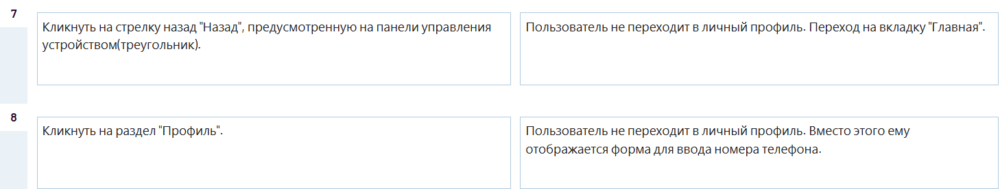 7
Кликнуть на стрелку назад "Назад", предусмотренную на панели управления
устройством(треугольник).
Пользователь не переходит в личный профиль. Переход на вкладку "Главная".
8
Кликнуть на раздел "Профиль".
Пользователь не переходит в личный профиль. Вместо этого ему
отображается форма для ввода номера телефона.